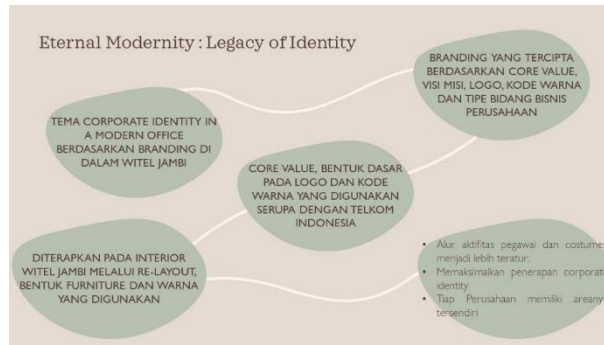 Eternal Modernity : Legacy of Identity
TEMA CORPORATE IDENTITY IN
A MODERN OFFICE
BERDASARKAN BRANDING DI
DALAM WITEL JAMBI
BRANDING YANG TERCIPTA
BERDASARKAN CORE VALUE,
VISI MISI, LOGO, KODE WARNA
DAN TIPE BIDANG BISNIS
PERUSAHAAN
CORE VALUE, BENTUK DASAR
PADA LOGO DAN KODE
WARNA YANG DIGUNAKAN
SERUPA DENGAN TELKOM
INDONESIA
DITERAPKAN PADA INTERIOR
WITEL JAMBI MELALUI RE-LAYOUT,
BENTUK FURNITURE DAN WARNA
YANG DIGUNAKAN
• Alur aktifitas pegawai dan costumer
menjadi lebih teratur.
• Memaksimalkan penerapan corporate
identity
• Tiap Perusahaan memiliki areanya
tersendiri